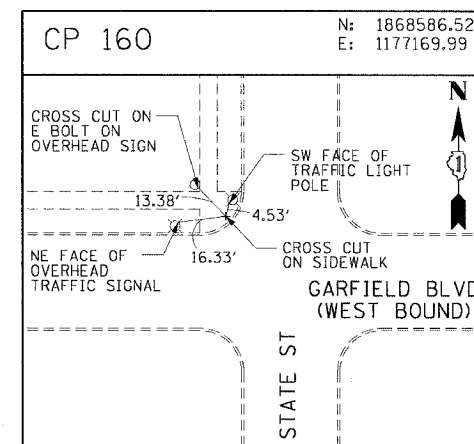 CP 160
N: 1868586.52
E: 1177169.99
N
1
CROSS CUT ON
E BOLT ON
OVERHEAD SIGN
SW FACE OF
TRAFFIC LIGHT
POLE
13.38'
4.53'
16.33'
NE FACE OF
OVERHEAD
TRAFFIC SIGNAL
CROSS CUT
ON SIDEWALK
GARFIELD BLVD
(WEST BOUND)
STATE ST